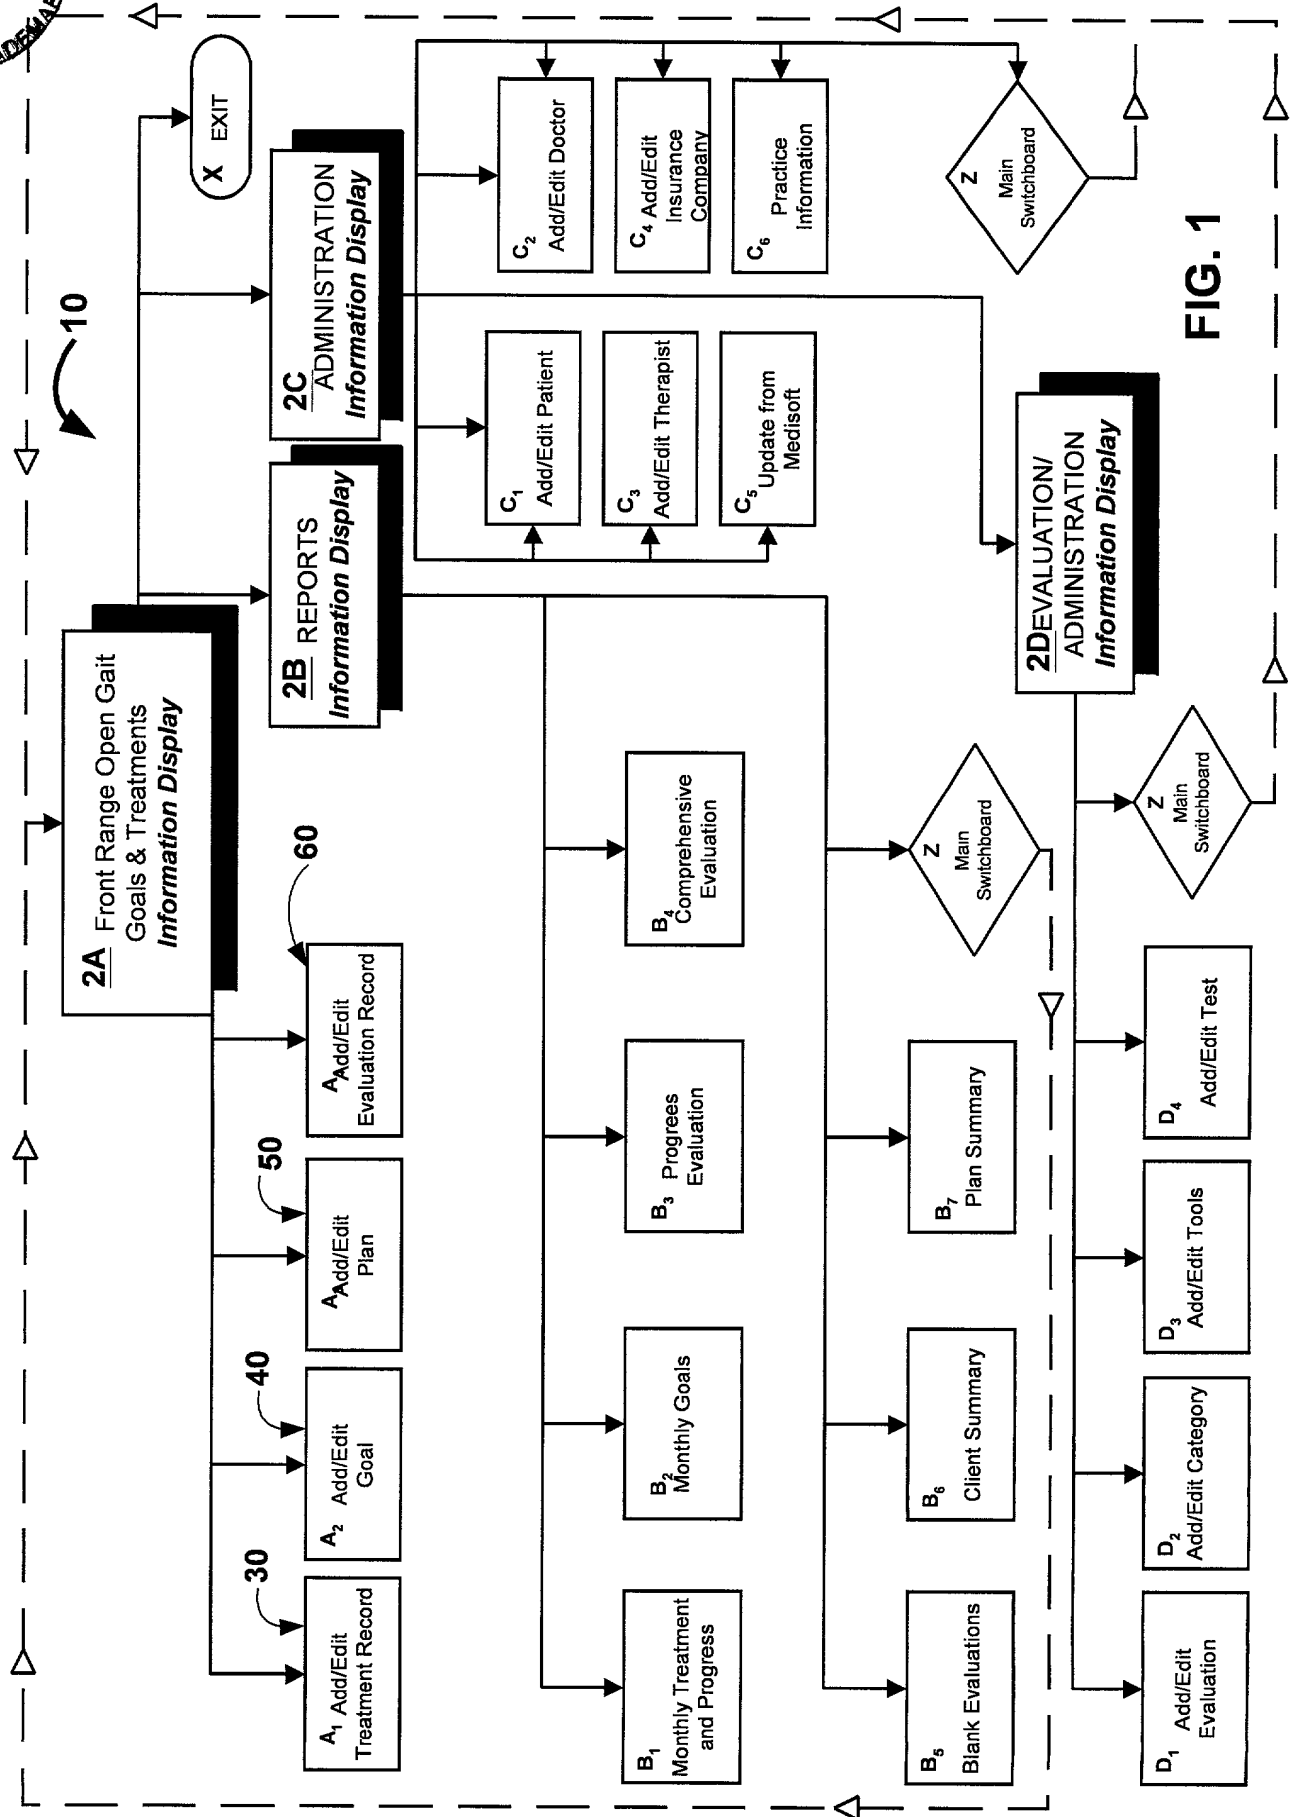 10
2A Front Range Open Gait
Goals & Treatments
Information Display
X EXIT
30
40
50
60
A1 Add/Edit
Treatment Record
A2 Add/Edit
Goal
A Add/Edit
Plan
A Add/Edit
Evaluation Record
2B REPORTS
Information Display
2C
ADMINISTRATION
Information Display
B1
Monthly Treatment
and Progress
B2
Monthly Goals
B3 Progrees
Evaluation
B4
Comprehensive
Evaluation
C1
Add/Edit Patient
C2
Add/Edit Doctor
C3
Add/Edit Therapist
C4 Add/Edit
Insurance
Company
C5 Update from
Medisoft
C6 Practice
Information
B5
Blank Evaluations
B6
Client Summary
B7
Plan Summary
Z
Main
Switchboard
Z
Main
Switchboard
2D EVALUATION/
ADMINISTRATION
Information Display
D1
Add/Edit
Evaluation
D2
Add/Edit Category
D3
Add/Edit Tools
D4
Add/Edit Test
Z
Main
Switchboard
FIG. 1